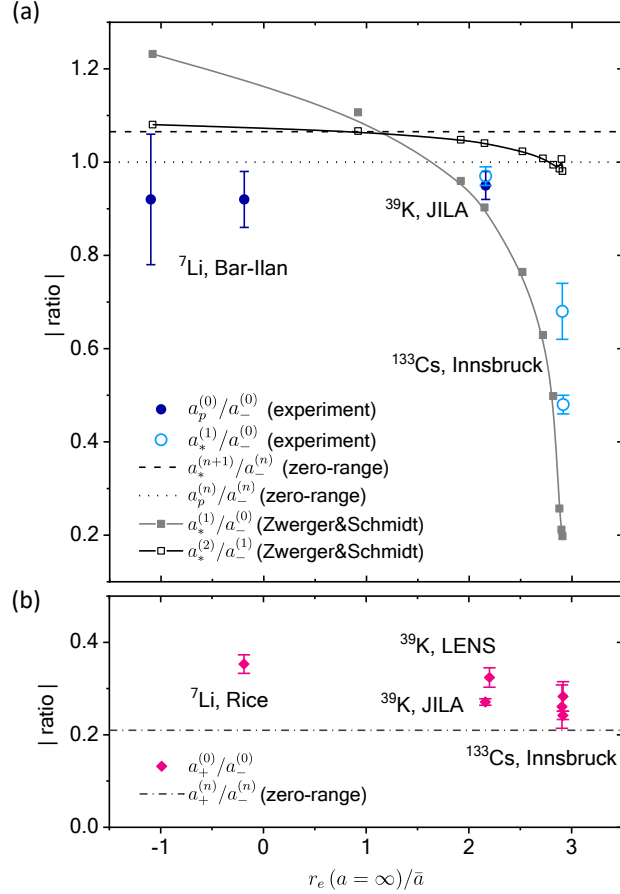 (a)
1.2
1.0
0.8
0.6
0.4
0.2
| ratio |
³⁹K, JILA
⁷Li, Bar-Ilan
¹³³Cs, Innsbruck
a_p^(0)/a_-^(0) (experiment)
a_*^(1)/a_-^(0) (experiment)
a_*^(n+1)/a_-^(n) (zero-range)
a_p^(n)/a_-^(n) (zero-range)
a_*^(1)/a_-^(0) (Zwerger&Schmidt)
a_*^(2)/a_-^(1) (Zwerger&Schmidt)
(b)
0.4
0.2
0.0
| ratio |
³⁹K, LENS
⁷Li, Rice
³⁹K, JILA
¹³³Cs, Innsbruck
a_+^(0)/a_-^(0)
a_+^(n)/a_-^(n) (zero-range)
-1 0 1 2 3
r_e (a = ∞)/ā